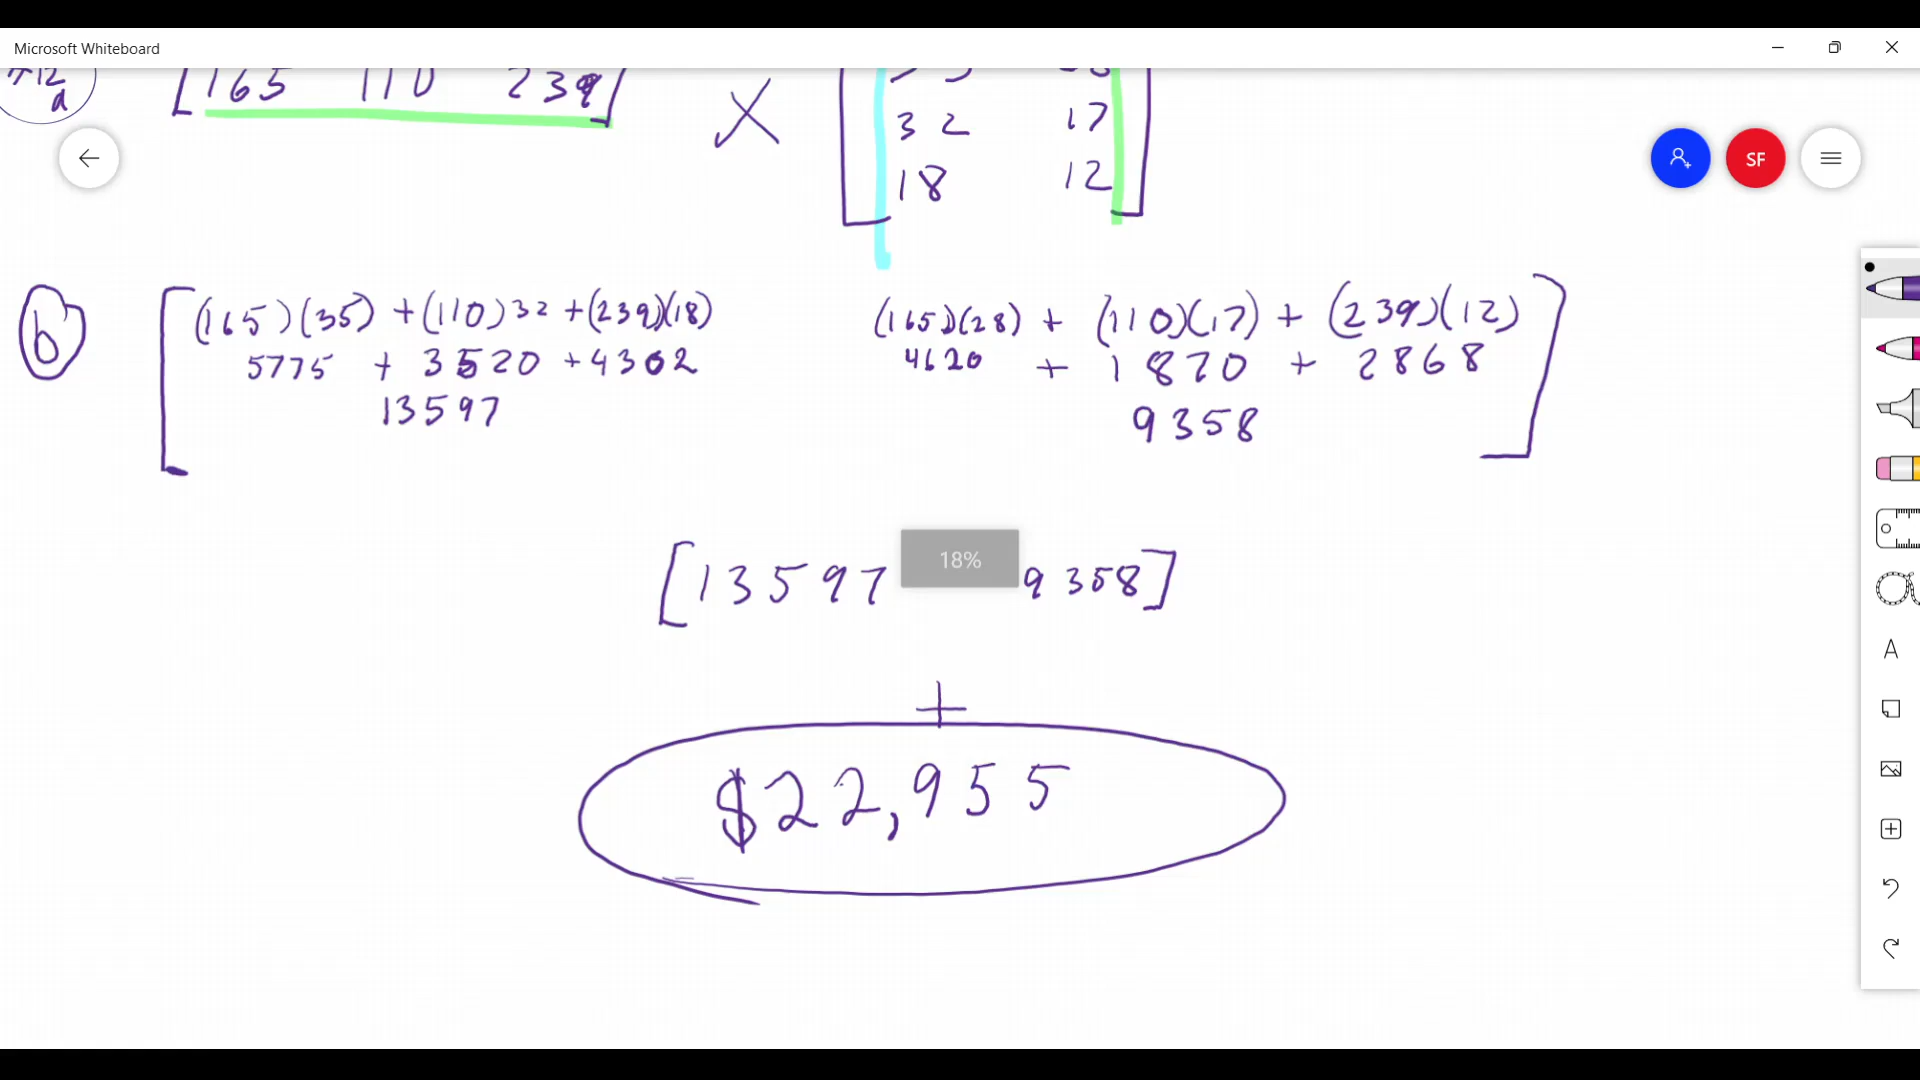 Microsoft Whiteboard
[165 110 239]
X
32 17
18 12
SF
b
[(165)(35) + (110)32 + (239)(18) (165)(28) + (110)(17) + (239)(12)]
5775 + 3520 + 4302 4620 + 1870 + 2868
13597 9358
[13597 9358]
18%
+
$22,955
A